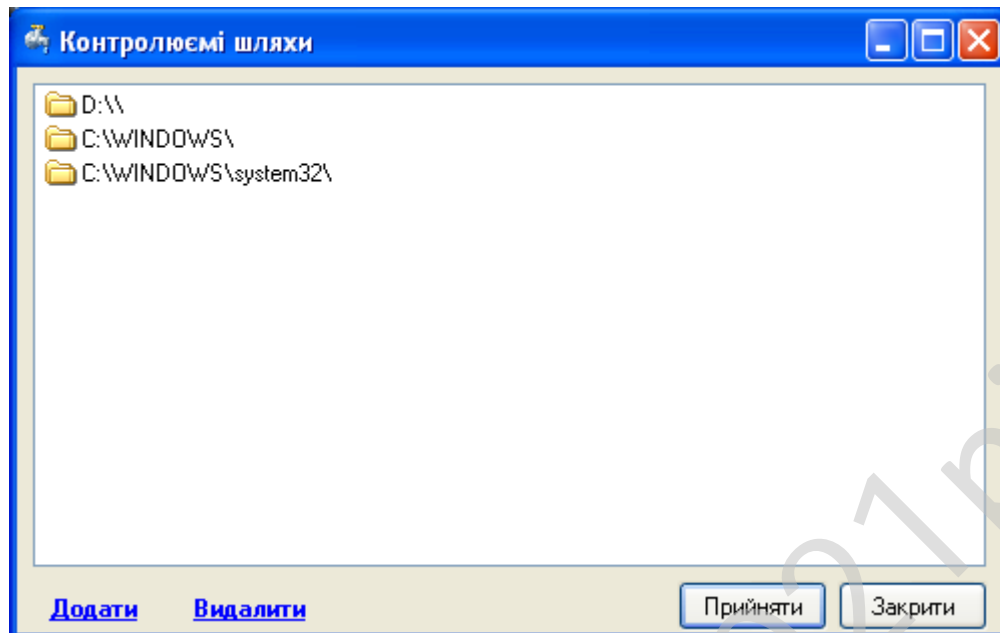 Контролюємі шляхи
D:\\
C:\WINDOWS\
C:\WINDOWS\system32\
Додати Видалити Прийняти Закрити